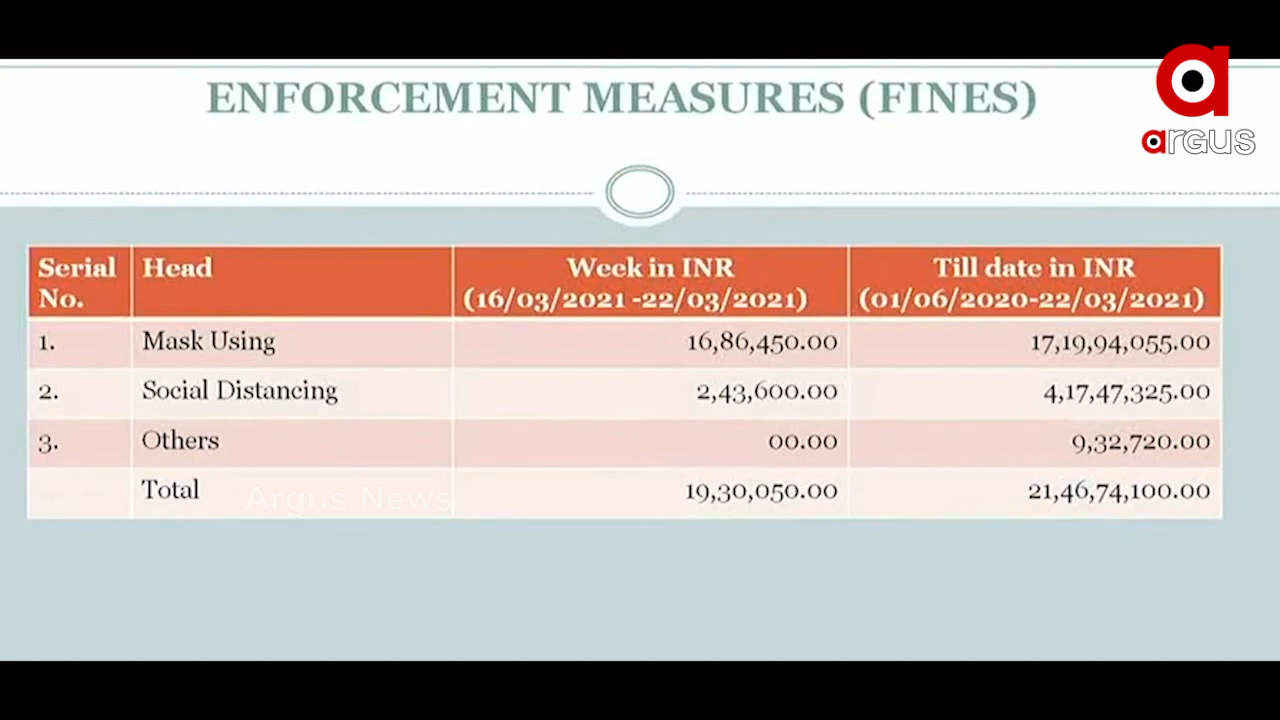 ENFORCEMENT MEASURES (FINES)
argus
Serial No. Head Week in INR (16/03/2021 -22/03/2021) Till date in INR (01/06/2020-22/03/2021)
1. Mask Using 16,86,450.00 17,19,94,055.00
2. Social Distancing 2,43,600.00 4,17,47,325.00
3. Others 00.00 9,32,720.00
Total 19,30,050.00 21,46,74,100.00
Argus News